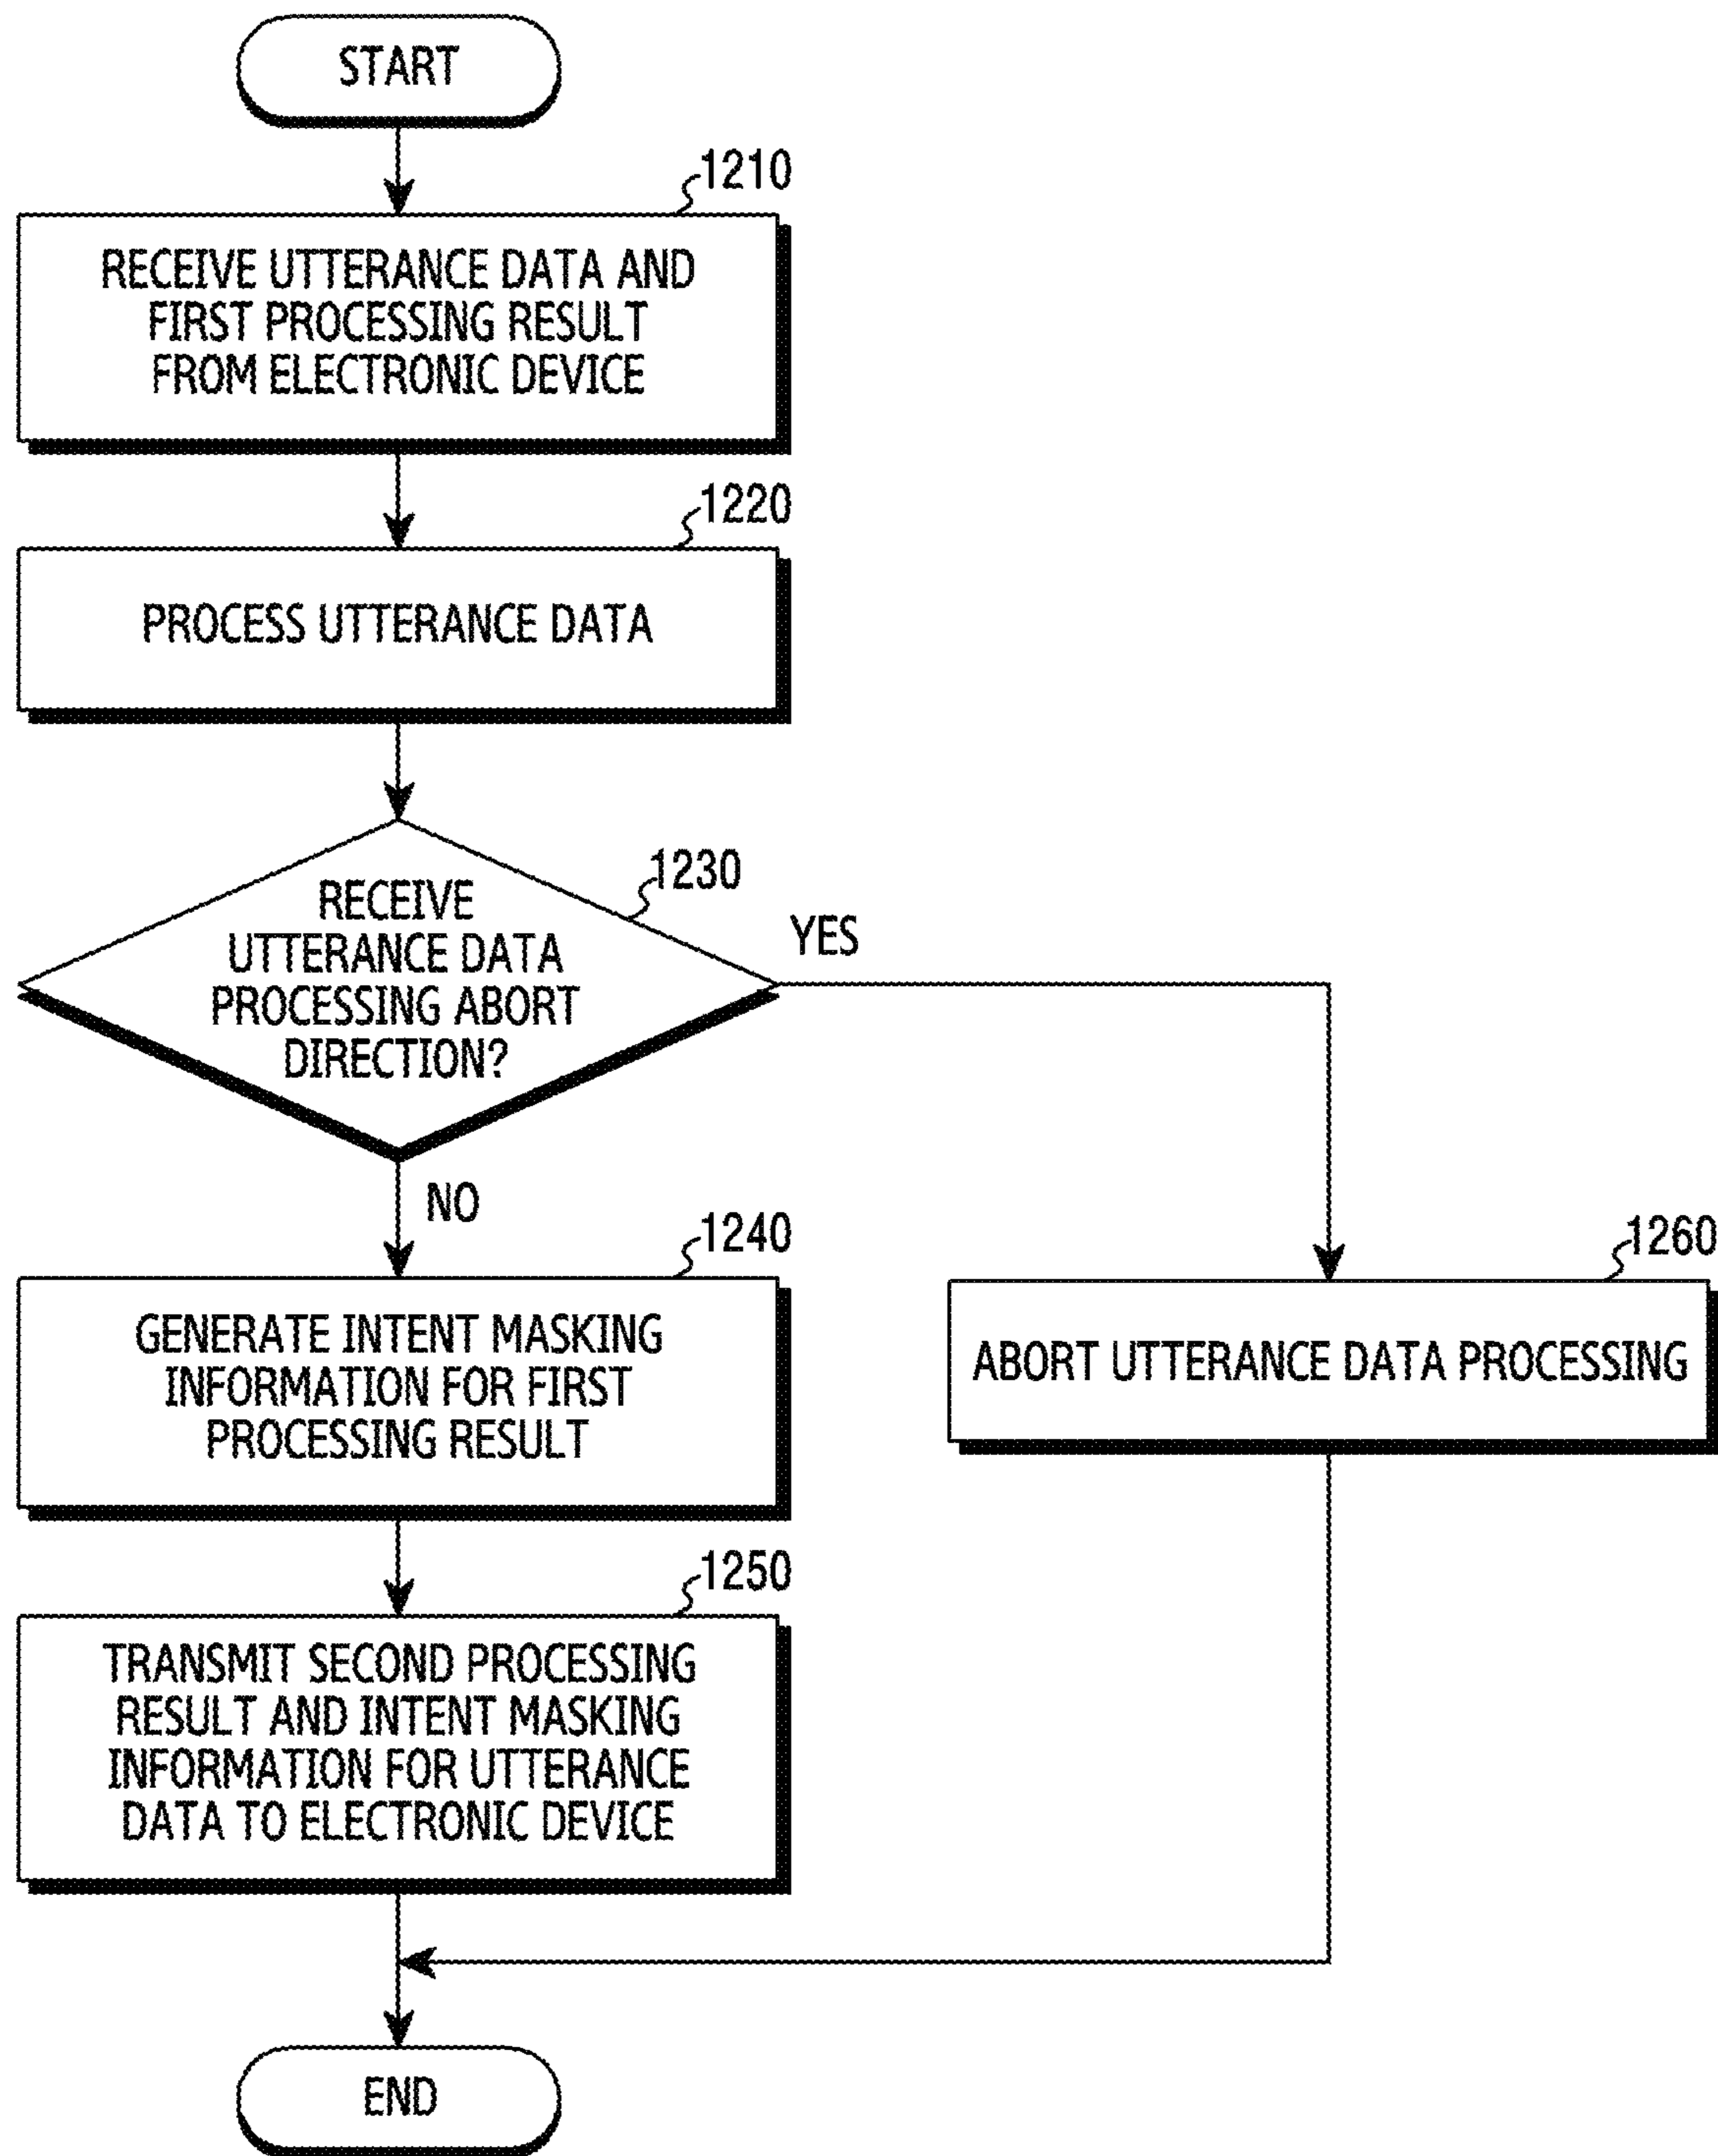 START
1210
RECEIVE UTTERANCE DATA AND
FIRST PROCESSING RESULT
FROM ELECTRONIC DEVICE
1220
PROCESS UTTERANCE DATA
1230
RECEIVE
UTTERANCE DATA
PROCESSING ABORT
DIRECTION?
YES
NO
1240
GENERATE INTENT MASKING
INFORMATION FOR FIRST
PROCESSING RESULT
1260
ABORT UTTERANCE DATA PROCESSING
1250
TRANSMIT SECOND PROCESSING
RESULT AND INTENT MASKING
INFORMATION FOR UTTERANCE
DATA TO ELECTRONIC DEVICE
END